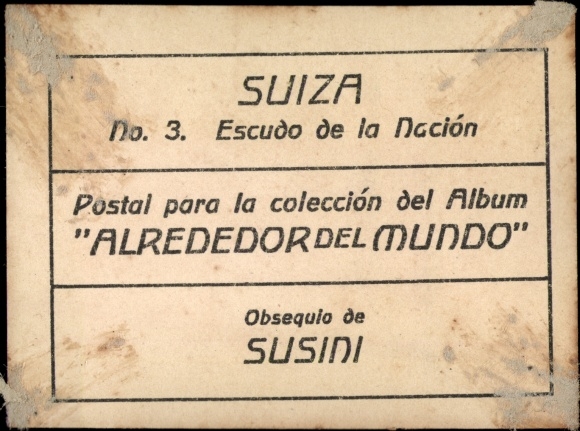 SUIZA
No. 3. Escudo de la Nación
Postal para la colección del Album
"ALREDEDOR DEL MUNDO"
Obsequio de
SUSINI